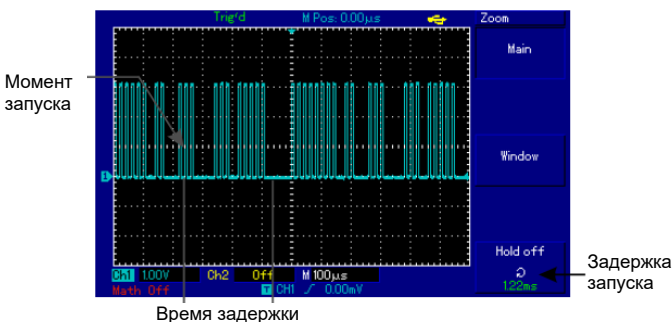 Trig'd M Pos: 0.00µs Zoom
Main
Момент
запуска
Window
1
Hold off
1.22ms
Задержка
запуска
Ch1 1.00V Ch2 Off M 100µs
Math Off T CH1 0.00mV
Время задержки